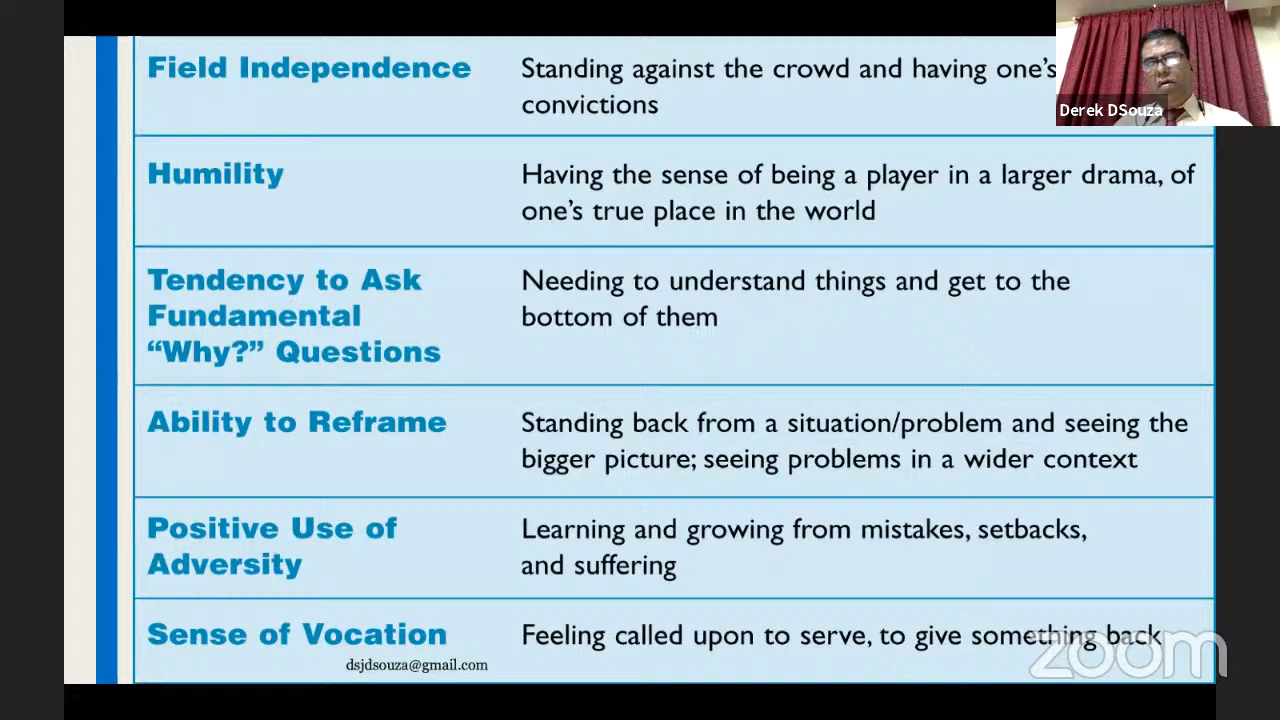 Field Independence
Standing against the crowd and having one's
convictions
Humility
Having the sense of being a player in a larger drama, of
one's true place in the world
Tendency to Ask
Fundamental
“Why?” Questions
Needing to understand things and get to the
bottom of them
Ability to Reframe
Standing back from a situation/problem and seeing the
bigger picture; seeing problems in a wider context
Positive Use of
Adversity
Learning and growing from mistakes, setbacks,
and suffering
Sense of Vocation
Feeling called upon to serve, to give something back
dsjdsouza@gmail.com
Derek DSouza
zoom